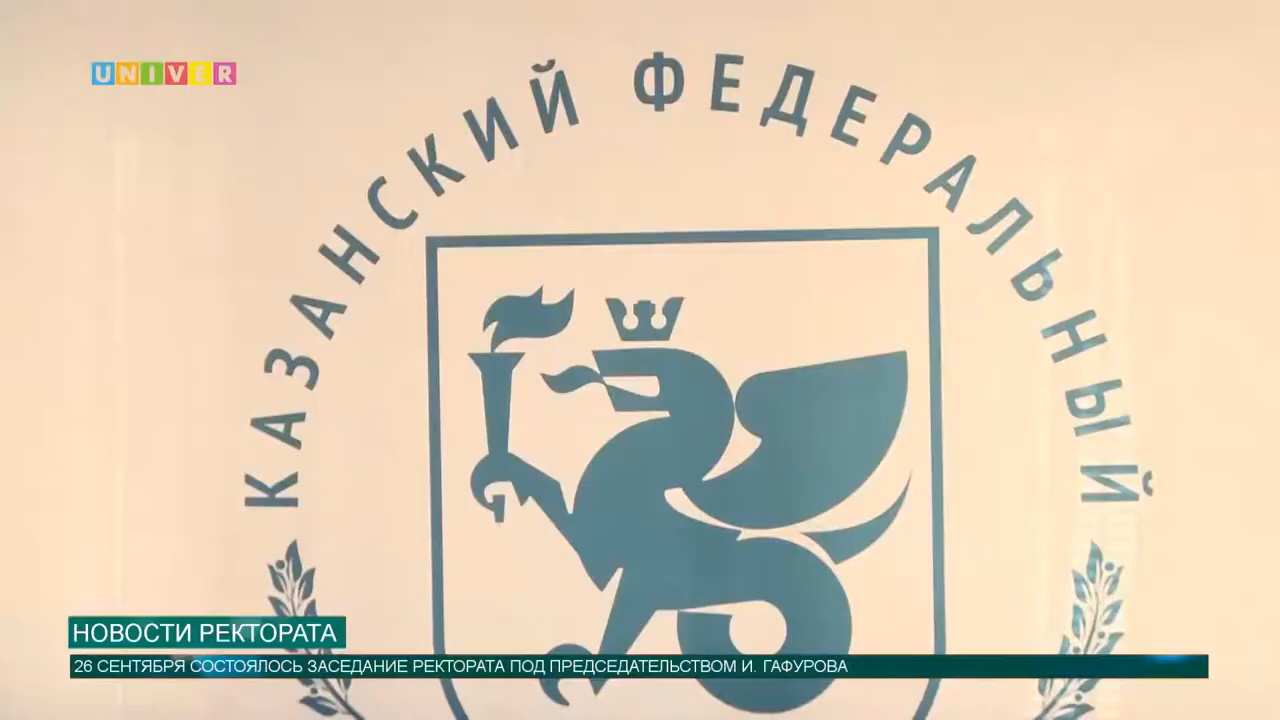 UNIVER
КАЗАНСКИЙ ФЕДЕРАЛЬНЫЙ
НОВОСТИ РЕКТОРАТА
26 СЕНТЯБРЯ СОСТОЯЛОСЬ ЗАСЕДАНИЕ РЕКТОРАТА ПОД ПРЕДСЕДАТЕЛЬСТВОМ И. ГАФУРОВА